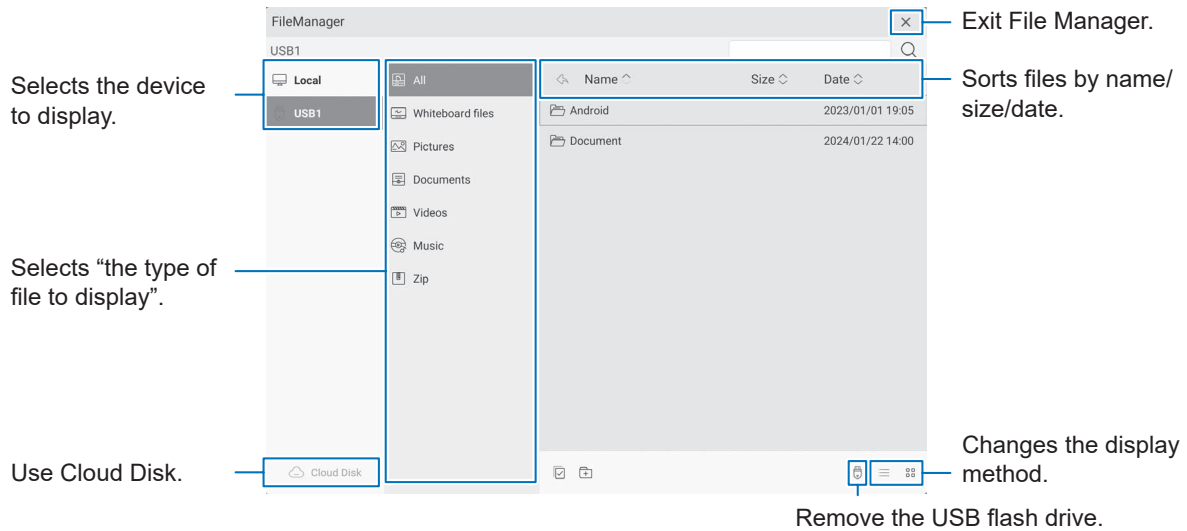 FileManager
Exit File Manager.
USB1
Selects the device
to display.
Local
USB1
All
Whiteboard files
Pictures
Documents
Videos
Music
Zip
Name Size Date
Android 2023/01/01 19:05
Document 2024/01/22 14:00
Sorts files by name/
size/date.
Selects “the type of
file to display”.
Use Cloud Disk.
Cloud Disk
Changes the display
method.
Remove the USB flash drive.